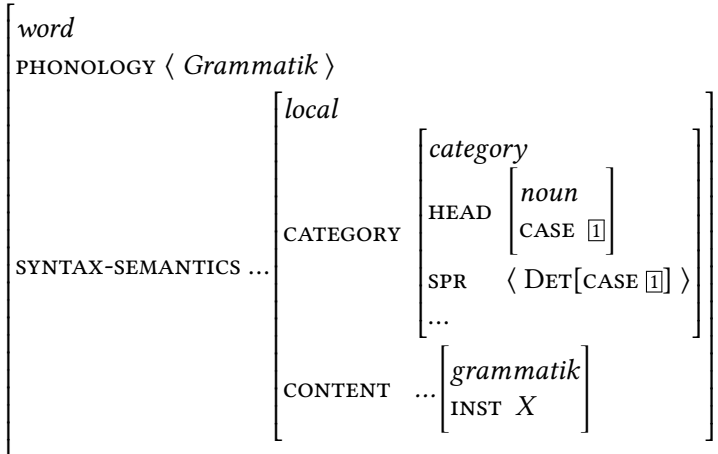 word
PHONOLOGY ⟨ Grammatik ⟩
local
category
HEAD noun
CASE 1
CATEGORY
SYNTAX-SEMANTICS ...
SPR ⟨ DET[CASE 1] ⟩
...
CONTENT ... grammatik
INST X